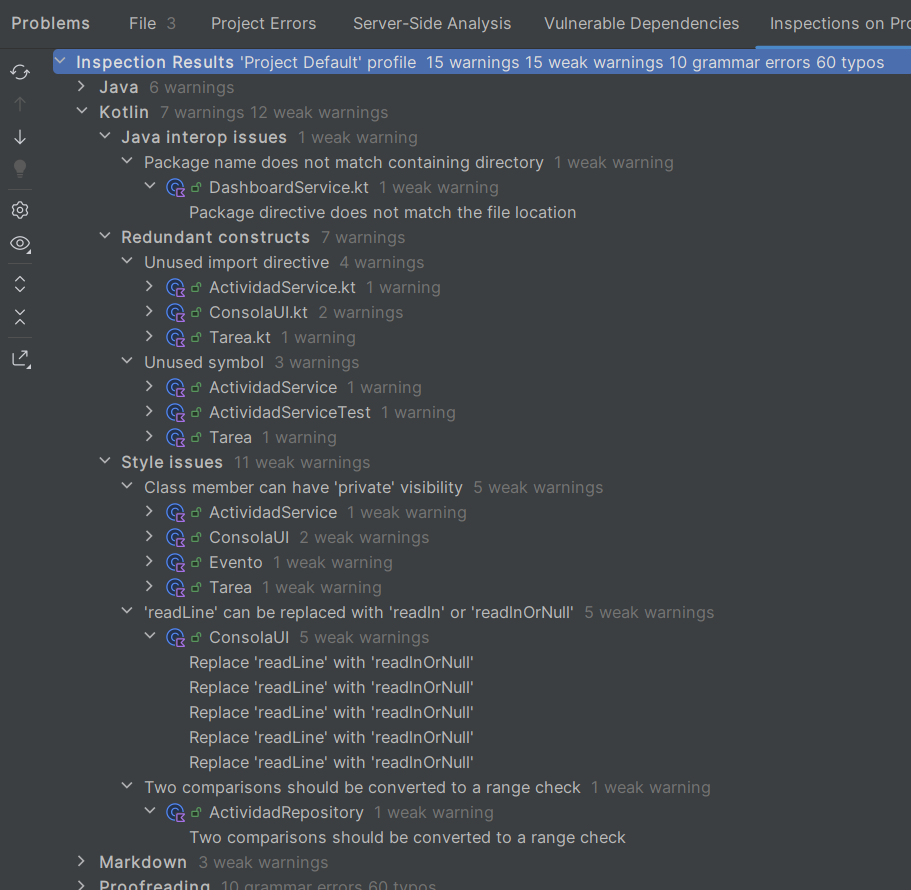 Problems File 3 Project Errors Server-Side Analysis Vulnerable Dependencies Inspections on Pro
Inspection Results 'Project Default' profile 15 warnings 15 weak warnings 10 grammar errors 60 typos
Java 6 warnings
Kotlin 7 warnings 12 weak warnings
Java interop issues 1 weak warning
Package name does not match containing directory 1 weak warning
DashboardService.kt 1 weak warning
Package directive does not match the file location
Redundant constructs 7 warnings
Unused import directive 4 warnings
ActividadService.kt 1 warning
ConsolaUI.kt 2 warnings
Tarea.kt 1 warning
Unused symbol 3 warnings
ActividadService 1 warning
ActividadServiceTest 1 warning
Tarea 1 warning
Style issues 11 weak warnings
Class member can have 'private' visibility 5 weak warnings
ActividadService 1 weak warning
ConsolaUI 2 weak warnings
Evento 1 weak warning
Tarea 1 weak warning
'readLine' can be replaced with 'readln' or 'readlnOrNull' 5 weak warnings
ConsolaUI 5 weak warnings
Replace 'readLine' with 'readlnOrNull'
Replace 'readLine' with 'readlnOrNull'
Replace 'readLine' with 'readlnOrNull'
Replace 'readLine' with 'readlnOrNull'
Replace 'readLine' with 'readlnOrNull'
Two comparisons should be converted to a range check 1 weak warning
ActividadRepository 1 weak warning
Two comparisons should be converted to a range check
Markdown 3 weak warnings
Proofreading 10 grammar errors 60 typos